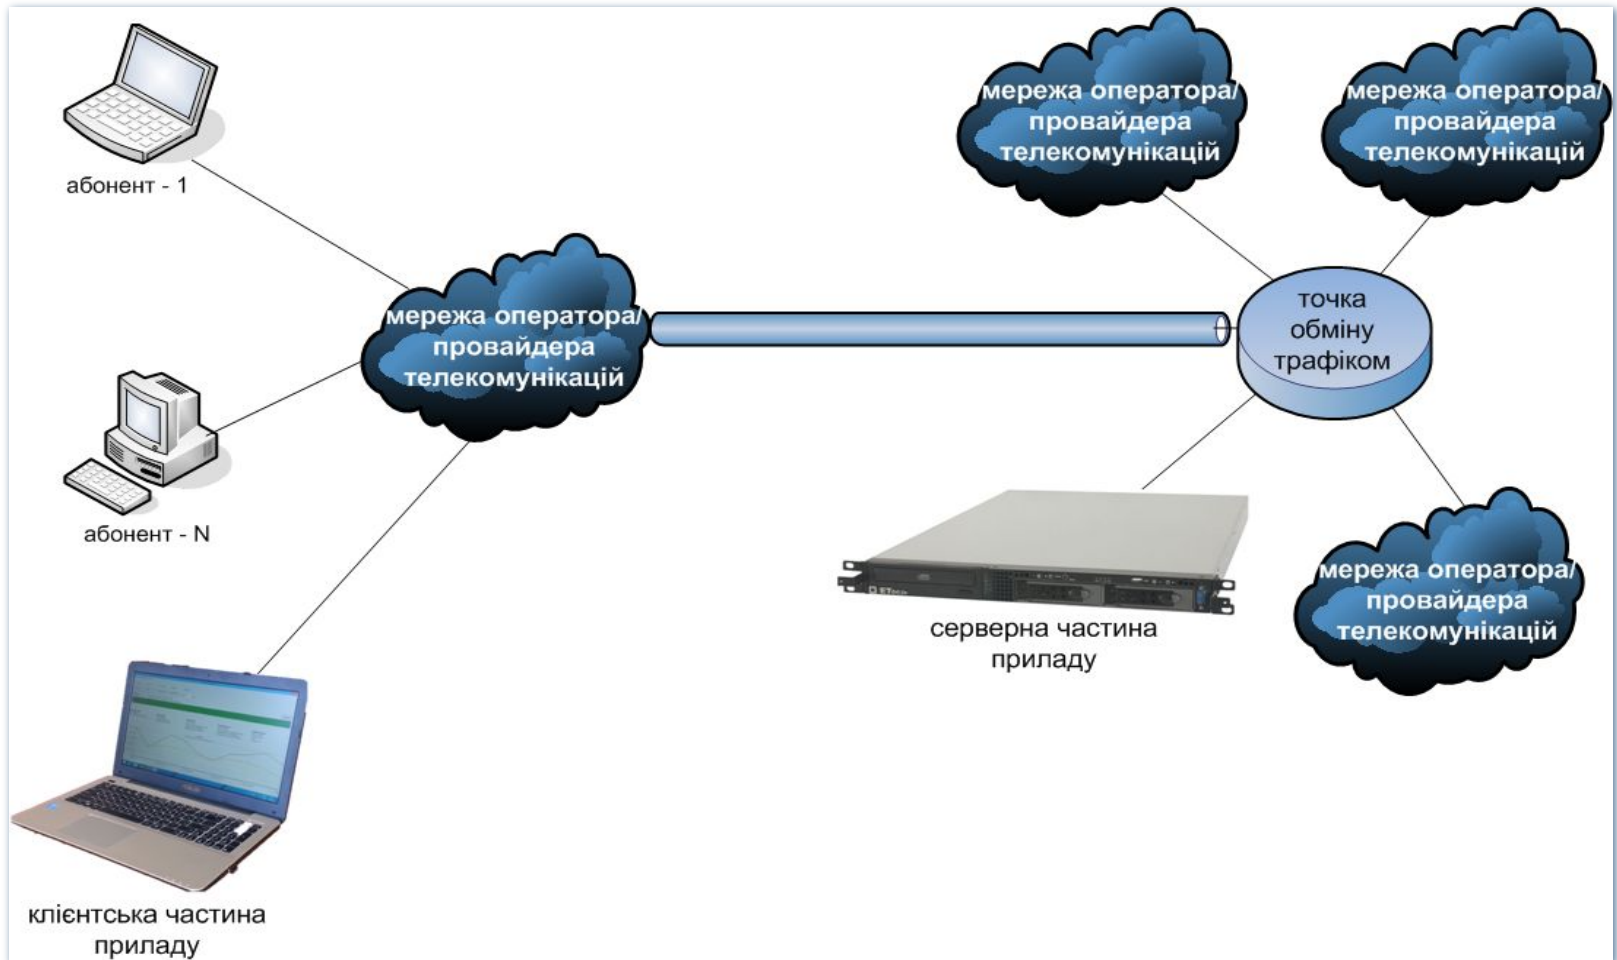 абонент - 1
мережа оператора/
провайдера
телекомунікацій
мережа оператора/
провайдера
телекомунікацій
точка
обміну
трафіком
мережа оператора/
провайдера
телекомунікацій
абонент - N
мережа оператора/
провайдера
телекомунікацій
серверна частина
приладу
клієнтська частина
приладу